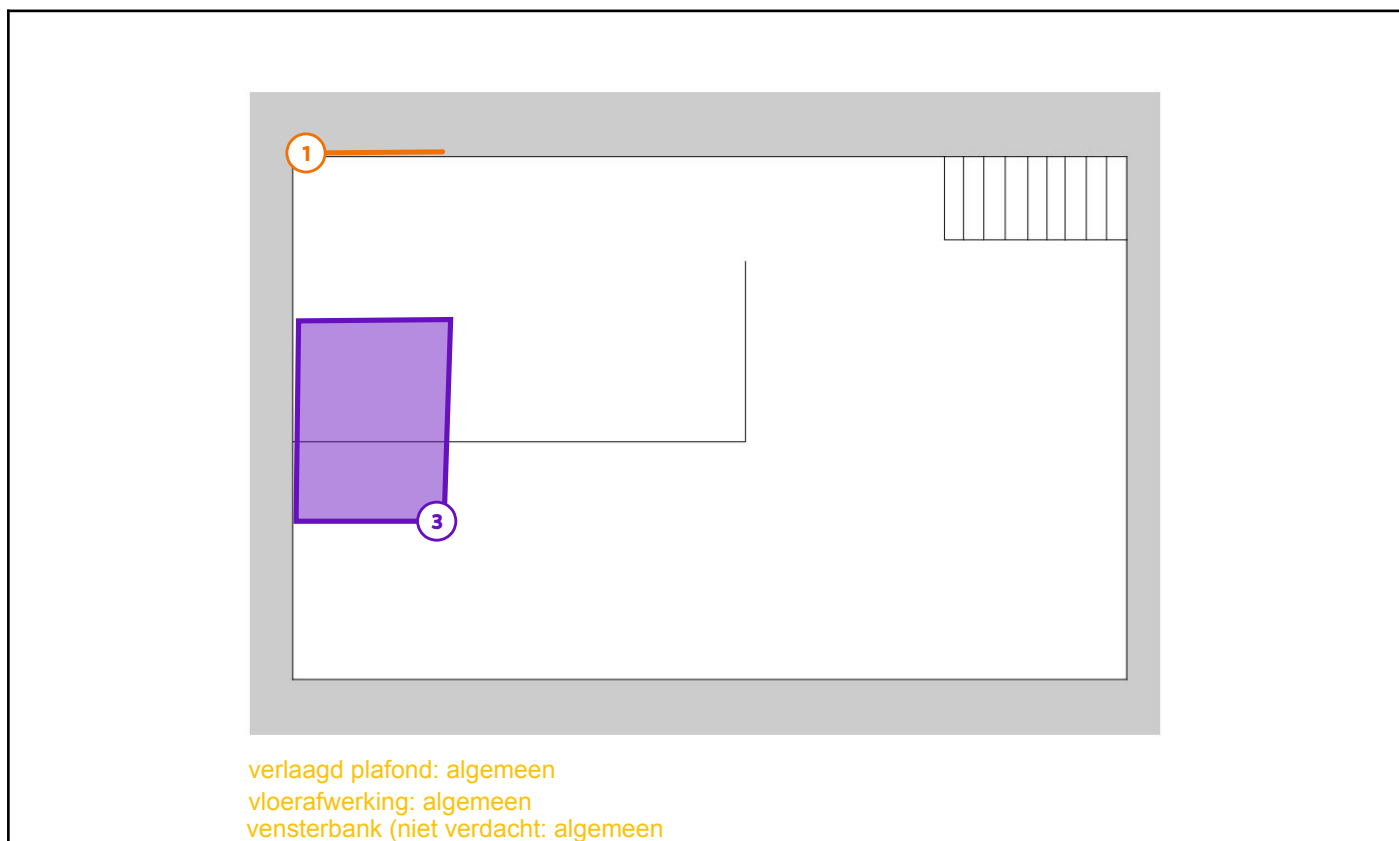 1
3
verlaagd plafond: algemeen
vloerafwerking: algemeen
vensterbank (niet verdacht: algemeen